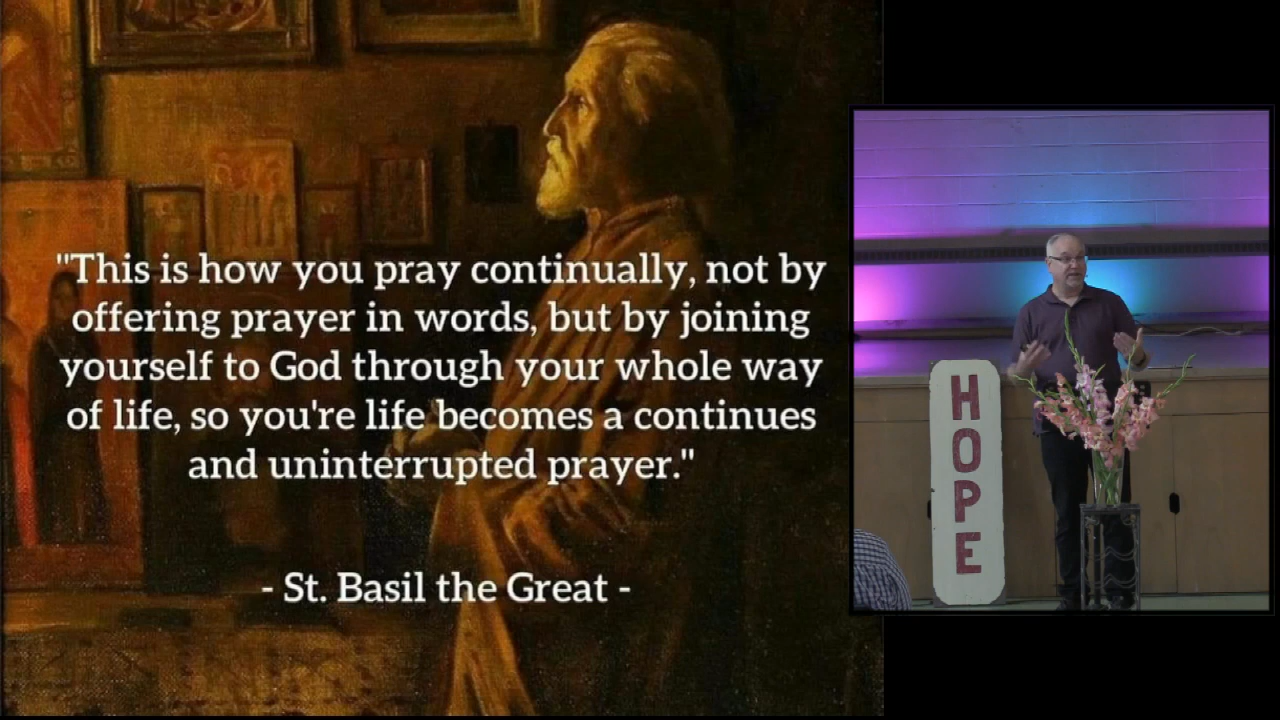 "This is how you pray continually, not by
offering prayer in words, but by joining
yourself to God through your whole way
of life, so you're life becomes a continues
and uninterrupted prayer."
- St. Basil the Great -
HOPE